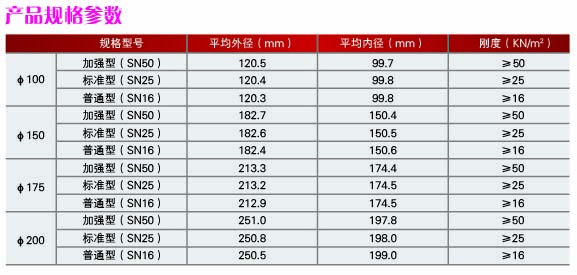 产品规格参数
规格型号 平均外径(mm) 平均内径(mm) 刚度(KN/m²)
φ100 加强型(SN50) 120.5 99.7 ≥50
标准型(SN25) 120.4 99.8 ≥25
普通型(SN16) 120.3 99.8 ≥16
φ150 加强型(SN50) 182.7 150.4 ≥50
标准型(SN25) 182.6 150.5 ≥25
普通型(SN16) 182.4 150.6 ≥16
φ175 加强型(SN50) 213.3 174.4 ≥50
标准型(SN25) 213.2 174.5 ≥25
普通型(SN16) 212.9 174.5 ≥16
φ200 加强型(SN50) 251.0 197.8 ≥50
标准型(SN25) 250.8 198.0 ≥25
普通型(SN16) 250.5 199.0 ≥16